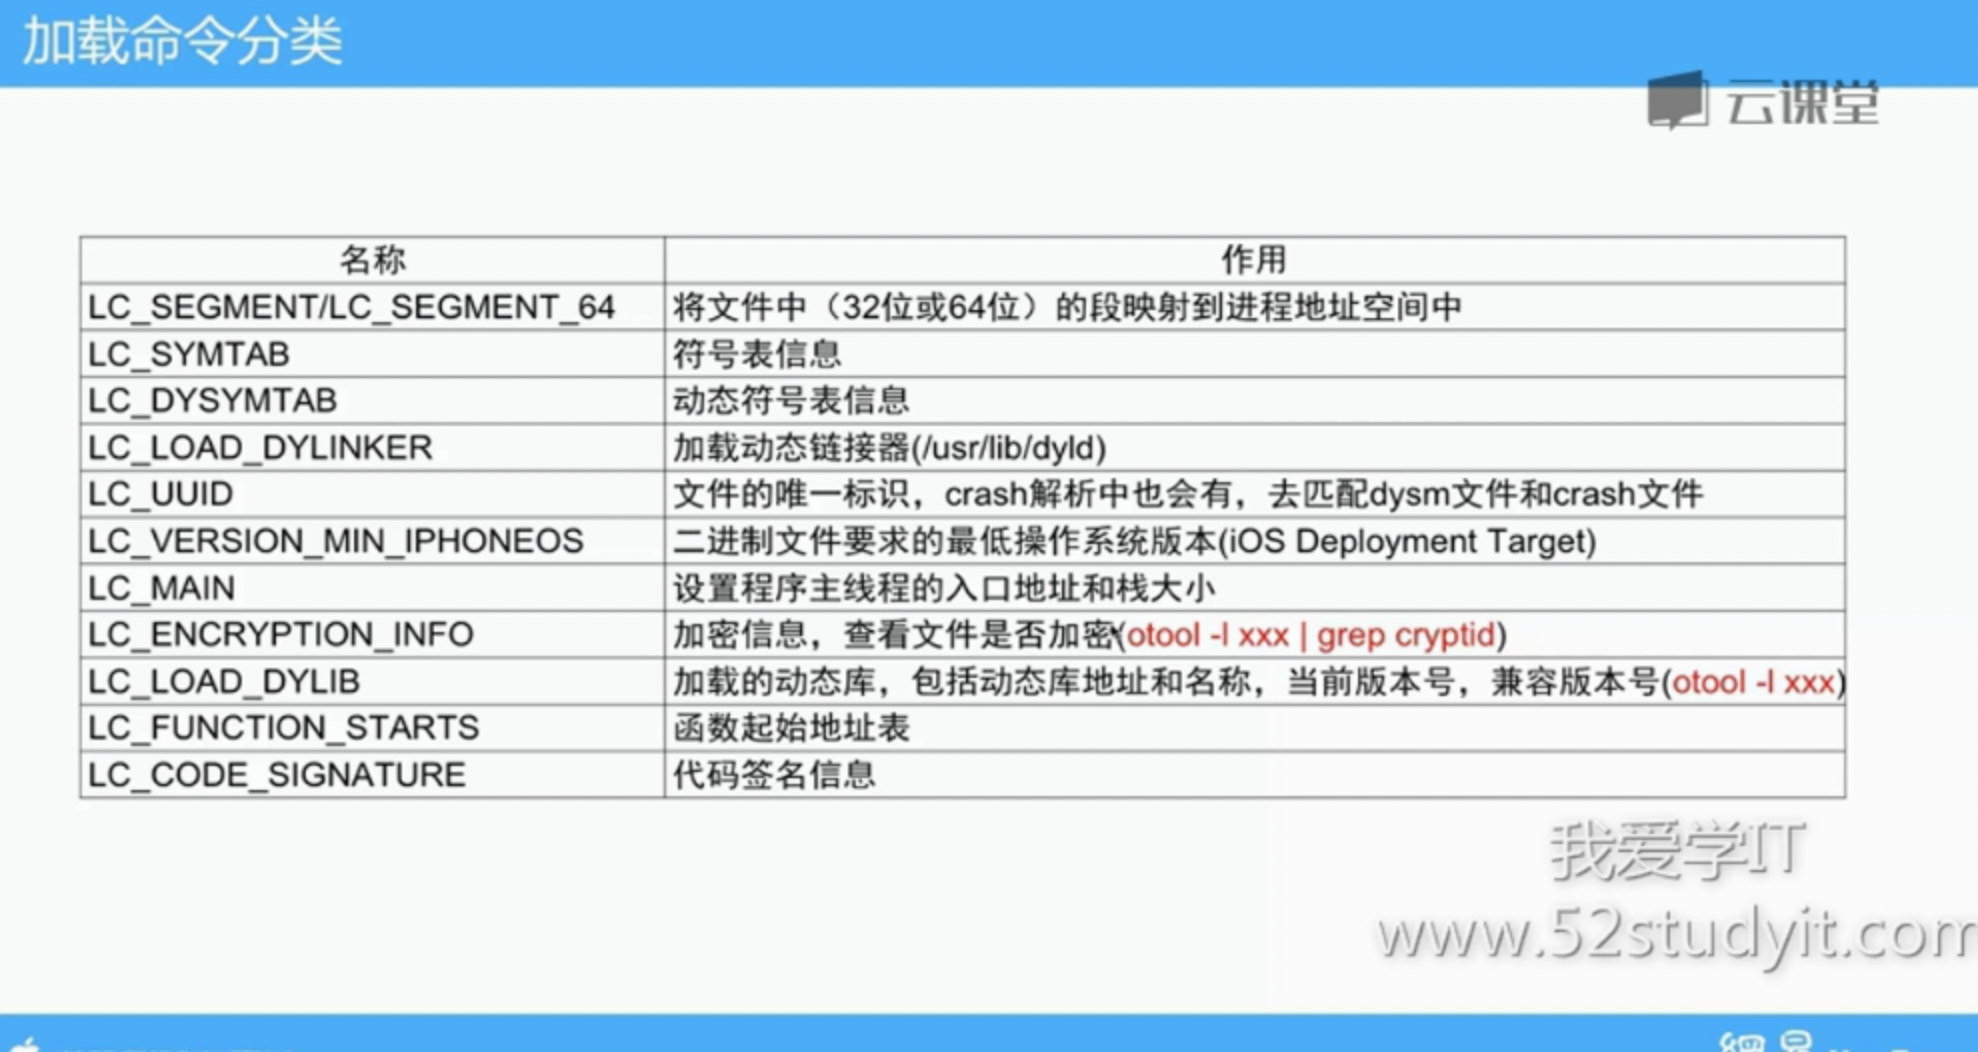 加载命令分类
云课堂
名称 作用
LC_SEGMENT/LC_SEGMENT_64 将文件中（32位或64位）的段映射到进程地址空间中
LC_SYMTAB 符号表信息
LC_DYSYMTAB 动态符号表信息
LC_LOAD_DYLINKER 加载动态链接器(/usr/lib/dyld)
LC_UUID 文件的唯一标识，crash解析中也会有，去匹配dysm文件和crash文件
LC_VERSION_MIN_IPHONEOS 二进制文件要求的最低操作系统版本(iOS Deployment Target)
LC_MAIN 设置程序主线程的入口地址和栈大小
LC_ENCRYPTION_INFO 加密信息，查看文件是否加密(otool -l xxx | grep cryptid)
LC_LOAD_DYLIB 加载的动态库，包括动态库地址和名称，当前版本号，兼容版本号(otool -l xxx)
LC_FUNCTION_STARTS 函数起始地址表
LC_CODE_SIGNATURE 代码签名信息
我爱学IT
www.52studyit.com